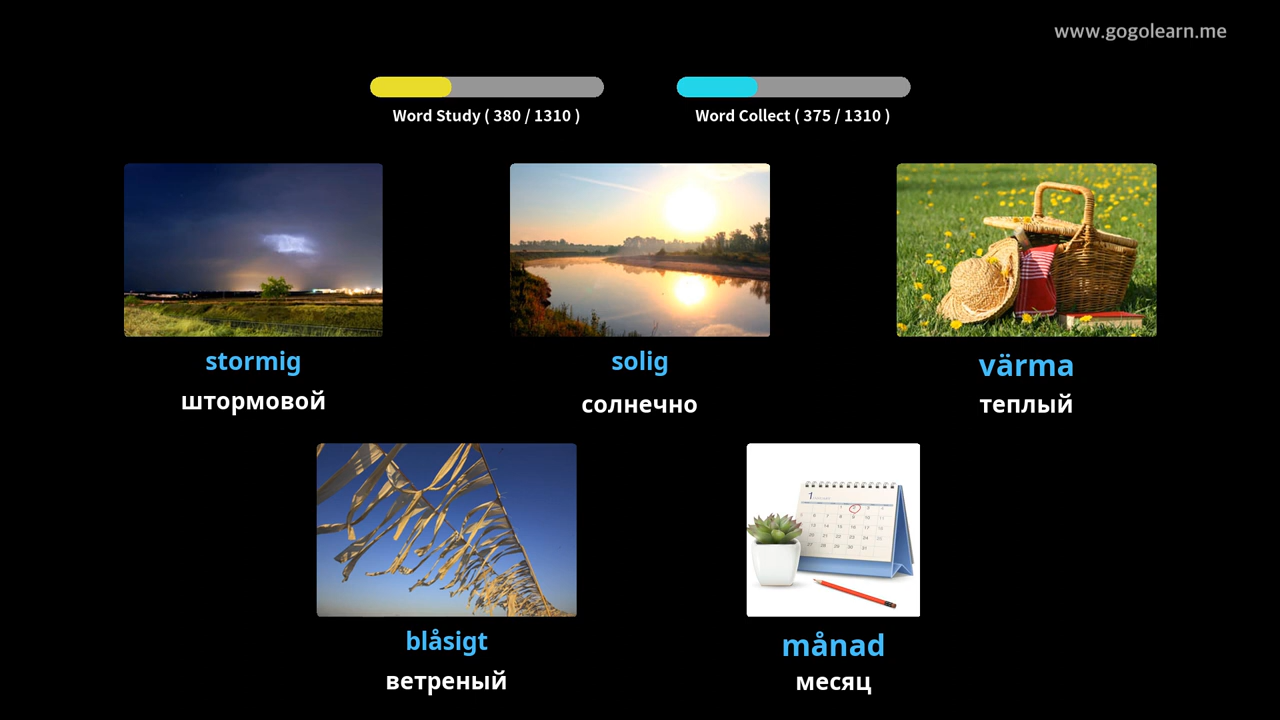 www.gogolearn.me
Word Study ( 380 / 1310 )
Word Collect ( 375 / 1310 )
stormig
solig
värma
штормовой
солнечно
теплый
blåsigt
månad
ветреный
месяц